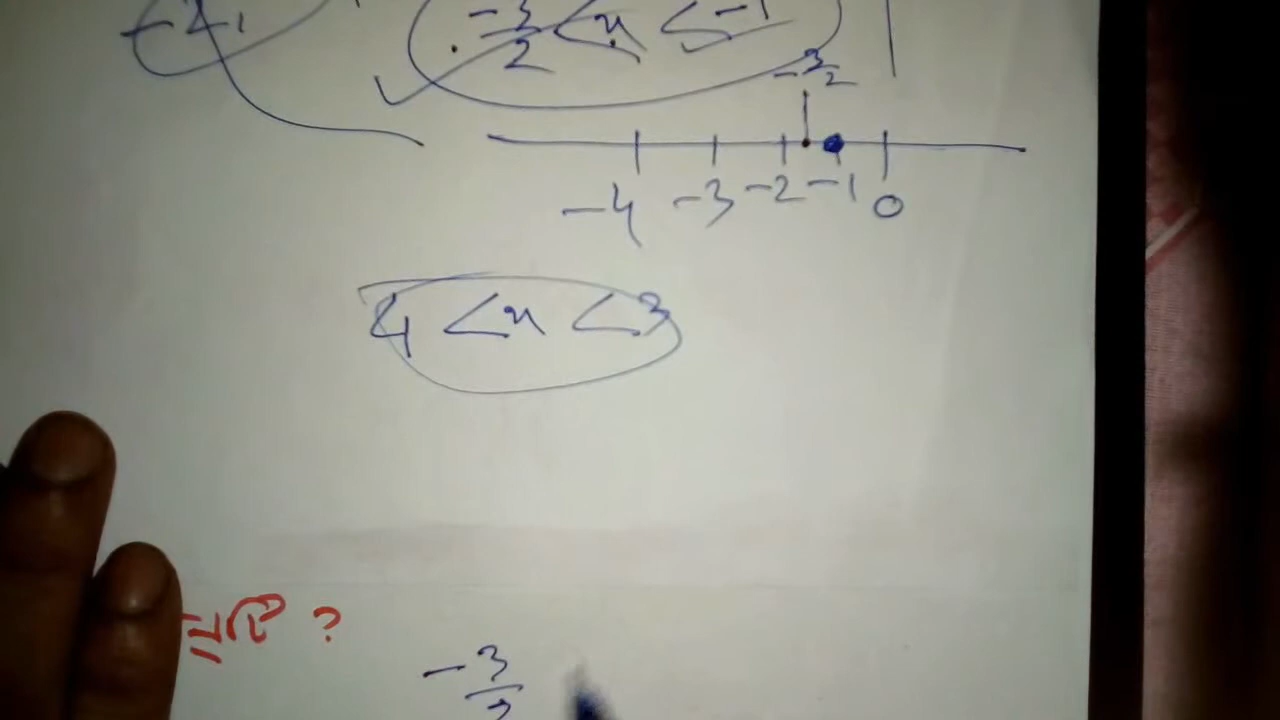 -3/2 < x < -1
-3/2
-4 -3 -2 -1 0
4 < x < 3
?
-3/2